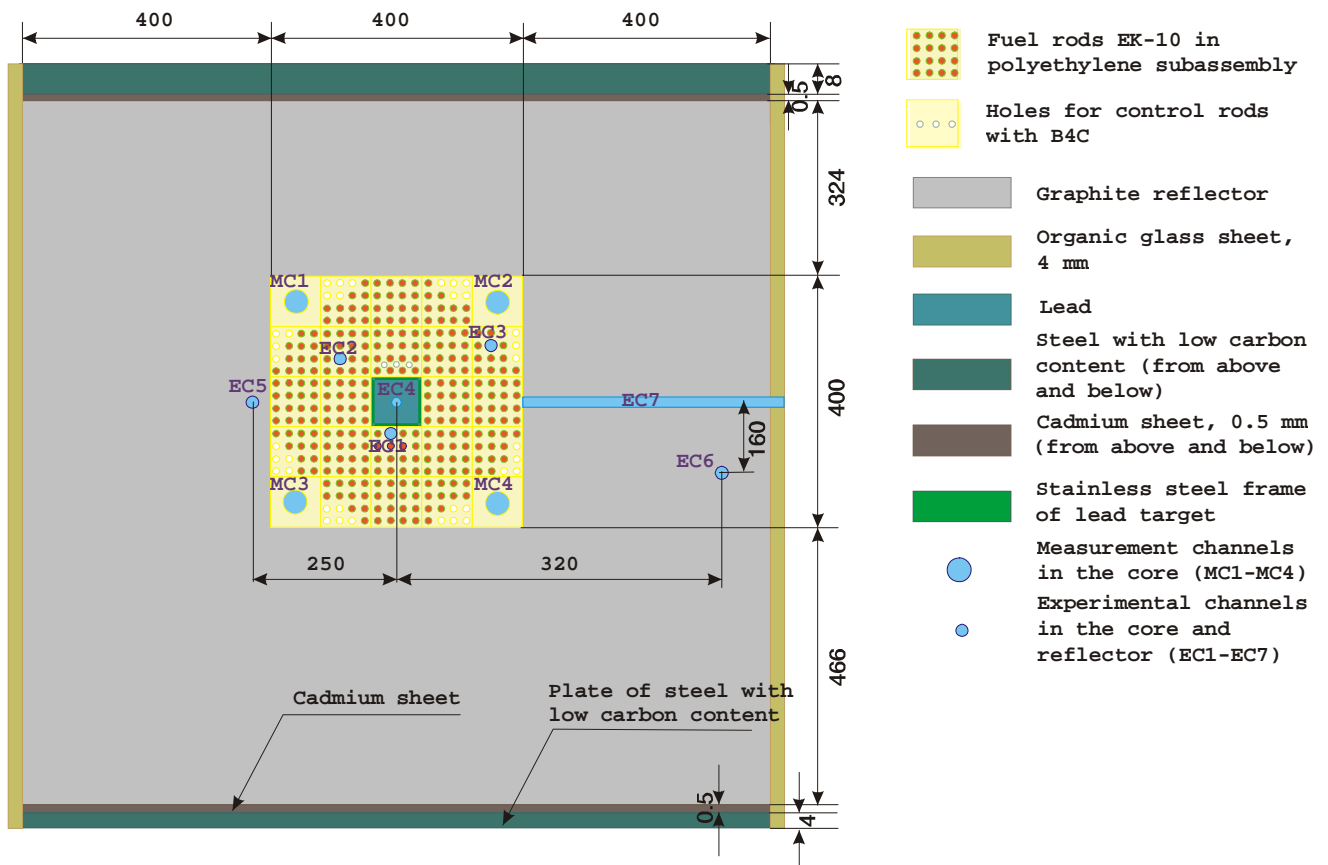 400
400
400
8
0.5
324
400
466
0.5
4
MC1
MC2
EC2
EC3
EC5
EC4
EC7
EC1
160
EC6
MC3
MC4
250
320
Cadmium sheet
Plate of steel with
low carbon content
Fuel rods EK-10 in
polyethylene subassembly
Holes for control rods
with B4C
Graphite reflector
Organic glass sheet,
4 mm
Lead
Steel with low carbon
content (from above
and below)
Cadmium sheet, 0.5 mm
(from above and below)
Stainless steel frame
of lead target
Measurement channels
in the core (MC1-MC4)
Experimental channels
in the core and
reflector (EC1-EC7)